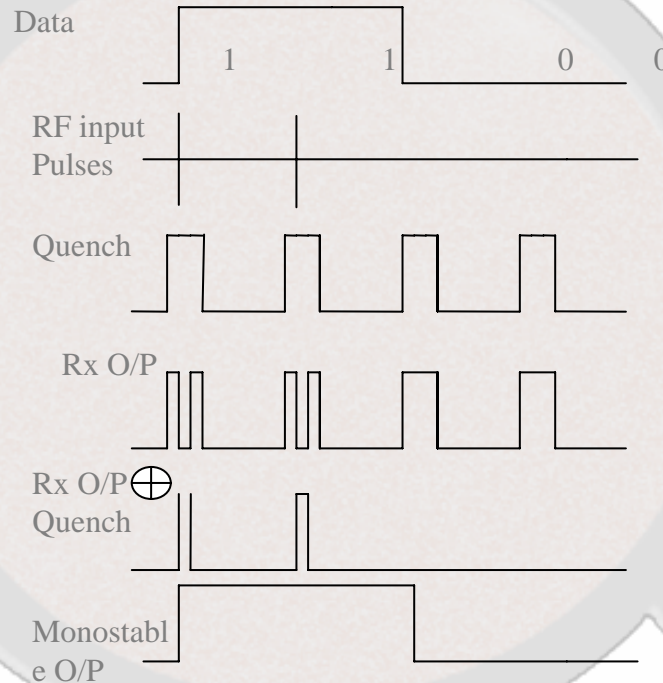 Data
1 1 0 0
RF input
Pulses
Quench
Rx O/P
Rx O/P ⊕
Quench
Monostabl
e O/P